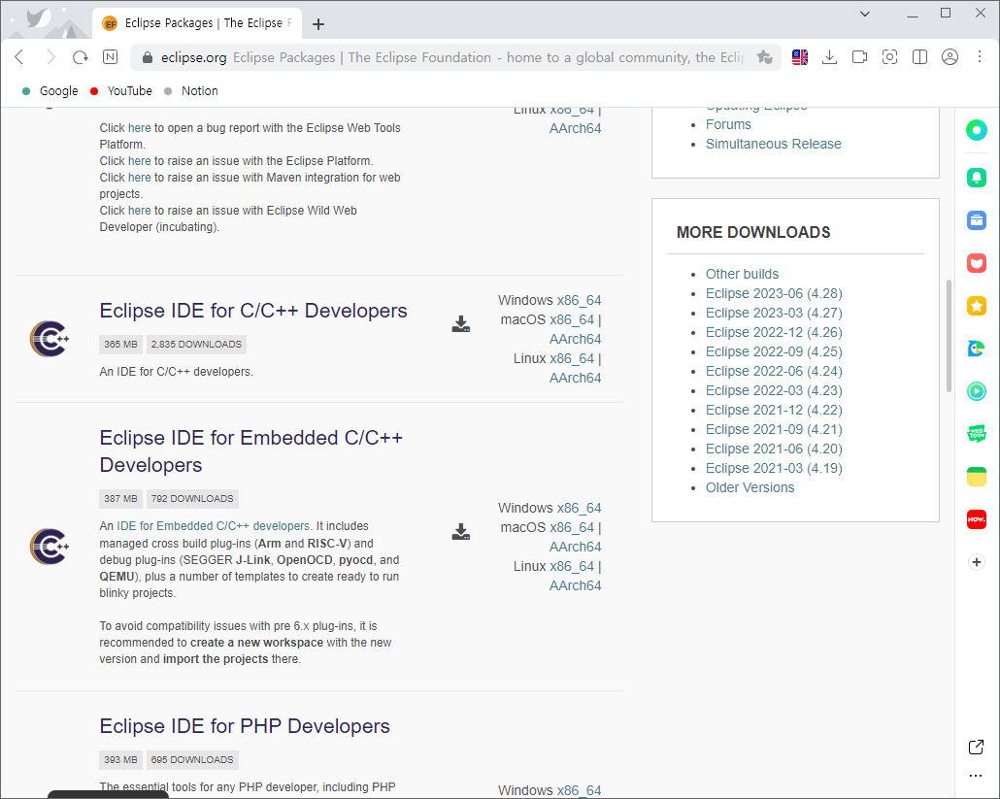 Eclipse Packages | The Eclipse F
eclipse.org Eclipse Packages | The Eclipse Foundation - home to a global community, the Eclip
Google
YouTube
Notion
Click here to open a bug report with the Eclipse Web Tools
Platform.
Click here to raise an issue with the Eclipse Platform.
Click here to raise an issue with Maven integration for web
projects.
Click here to raise an issue with Eclipse Wild Web
Developer (incubating).
Linux x86_64 |
AArch64
Updating Eclipse
Forums
Simultaneous Release
Eclipse IDE for C/C++ Developers
365 MB 2,835 DOWNLOADS
An IDE for C/C++ developers.
Windows x86_64
macOS x86_64 |
AArch64
Linux x86_64 |
AArch64
Eclipse IDE for Embedded C/C++
Developers
387 MB 792 DOWNLOADS
An IDE for Embedded C/C++ developers. It includes
managed cross build plug-ins (Arm and RISC-V) and
debug plug-ins (SEGGER J-Link, OpenOCD, pyocd, and
QEMU), plus a number of templates to create ready to run
blinky projects.
To avoid compatibility issues with pre 6.x plug-ins, it is
recommended to create a new workspace with the new
version and import the projects there.
Windows x86_64
macOS x86_64 |
AArch64
Linux x86_64 |
AArch64
Eclipse IDE for PHP Developers
393 MB 695 DOWNLOADS
The essential tools for any PHP developer, including PHP
Windows x86_64
MORE DOWNLOADS
Other builds
Eclipse 2023-06 (4.28)
Eclipse 2023-03 (4.27)
Eclipse 2022-12 (4.26)
Eclipse 2022-09 (4.25)
Eclipse 2022-06 (4.24)
Eclipse 2022-03 (4.23)
Eclipse 2021-12 (4.22)
Eclipse 2021-09 (4.21)
Eclipse 2021-06 (4.20)
Eclipse 2021-03 (4.19)
Older Versions
WEB
TOON
NOW.